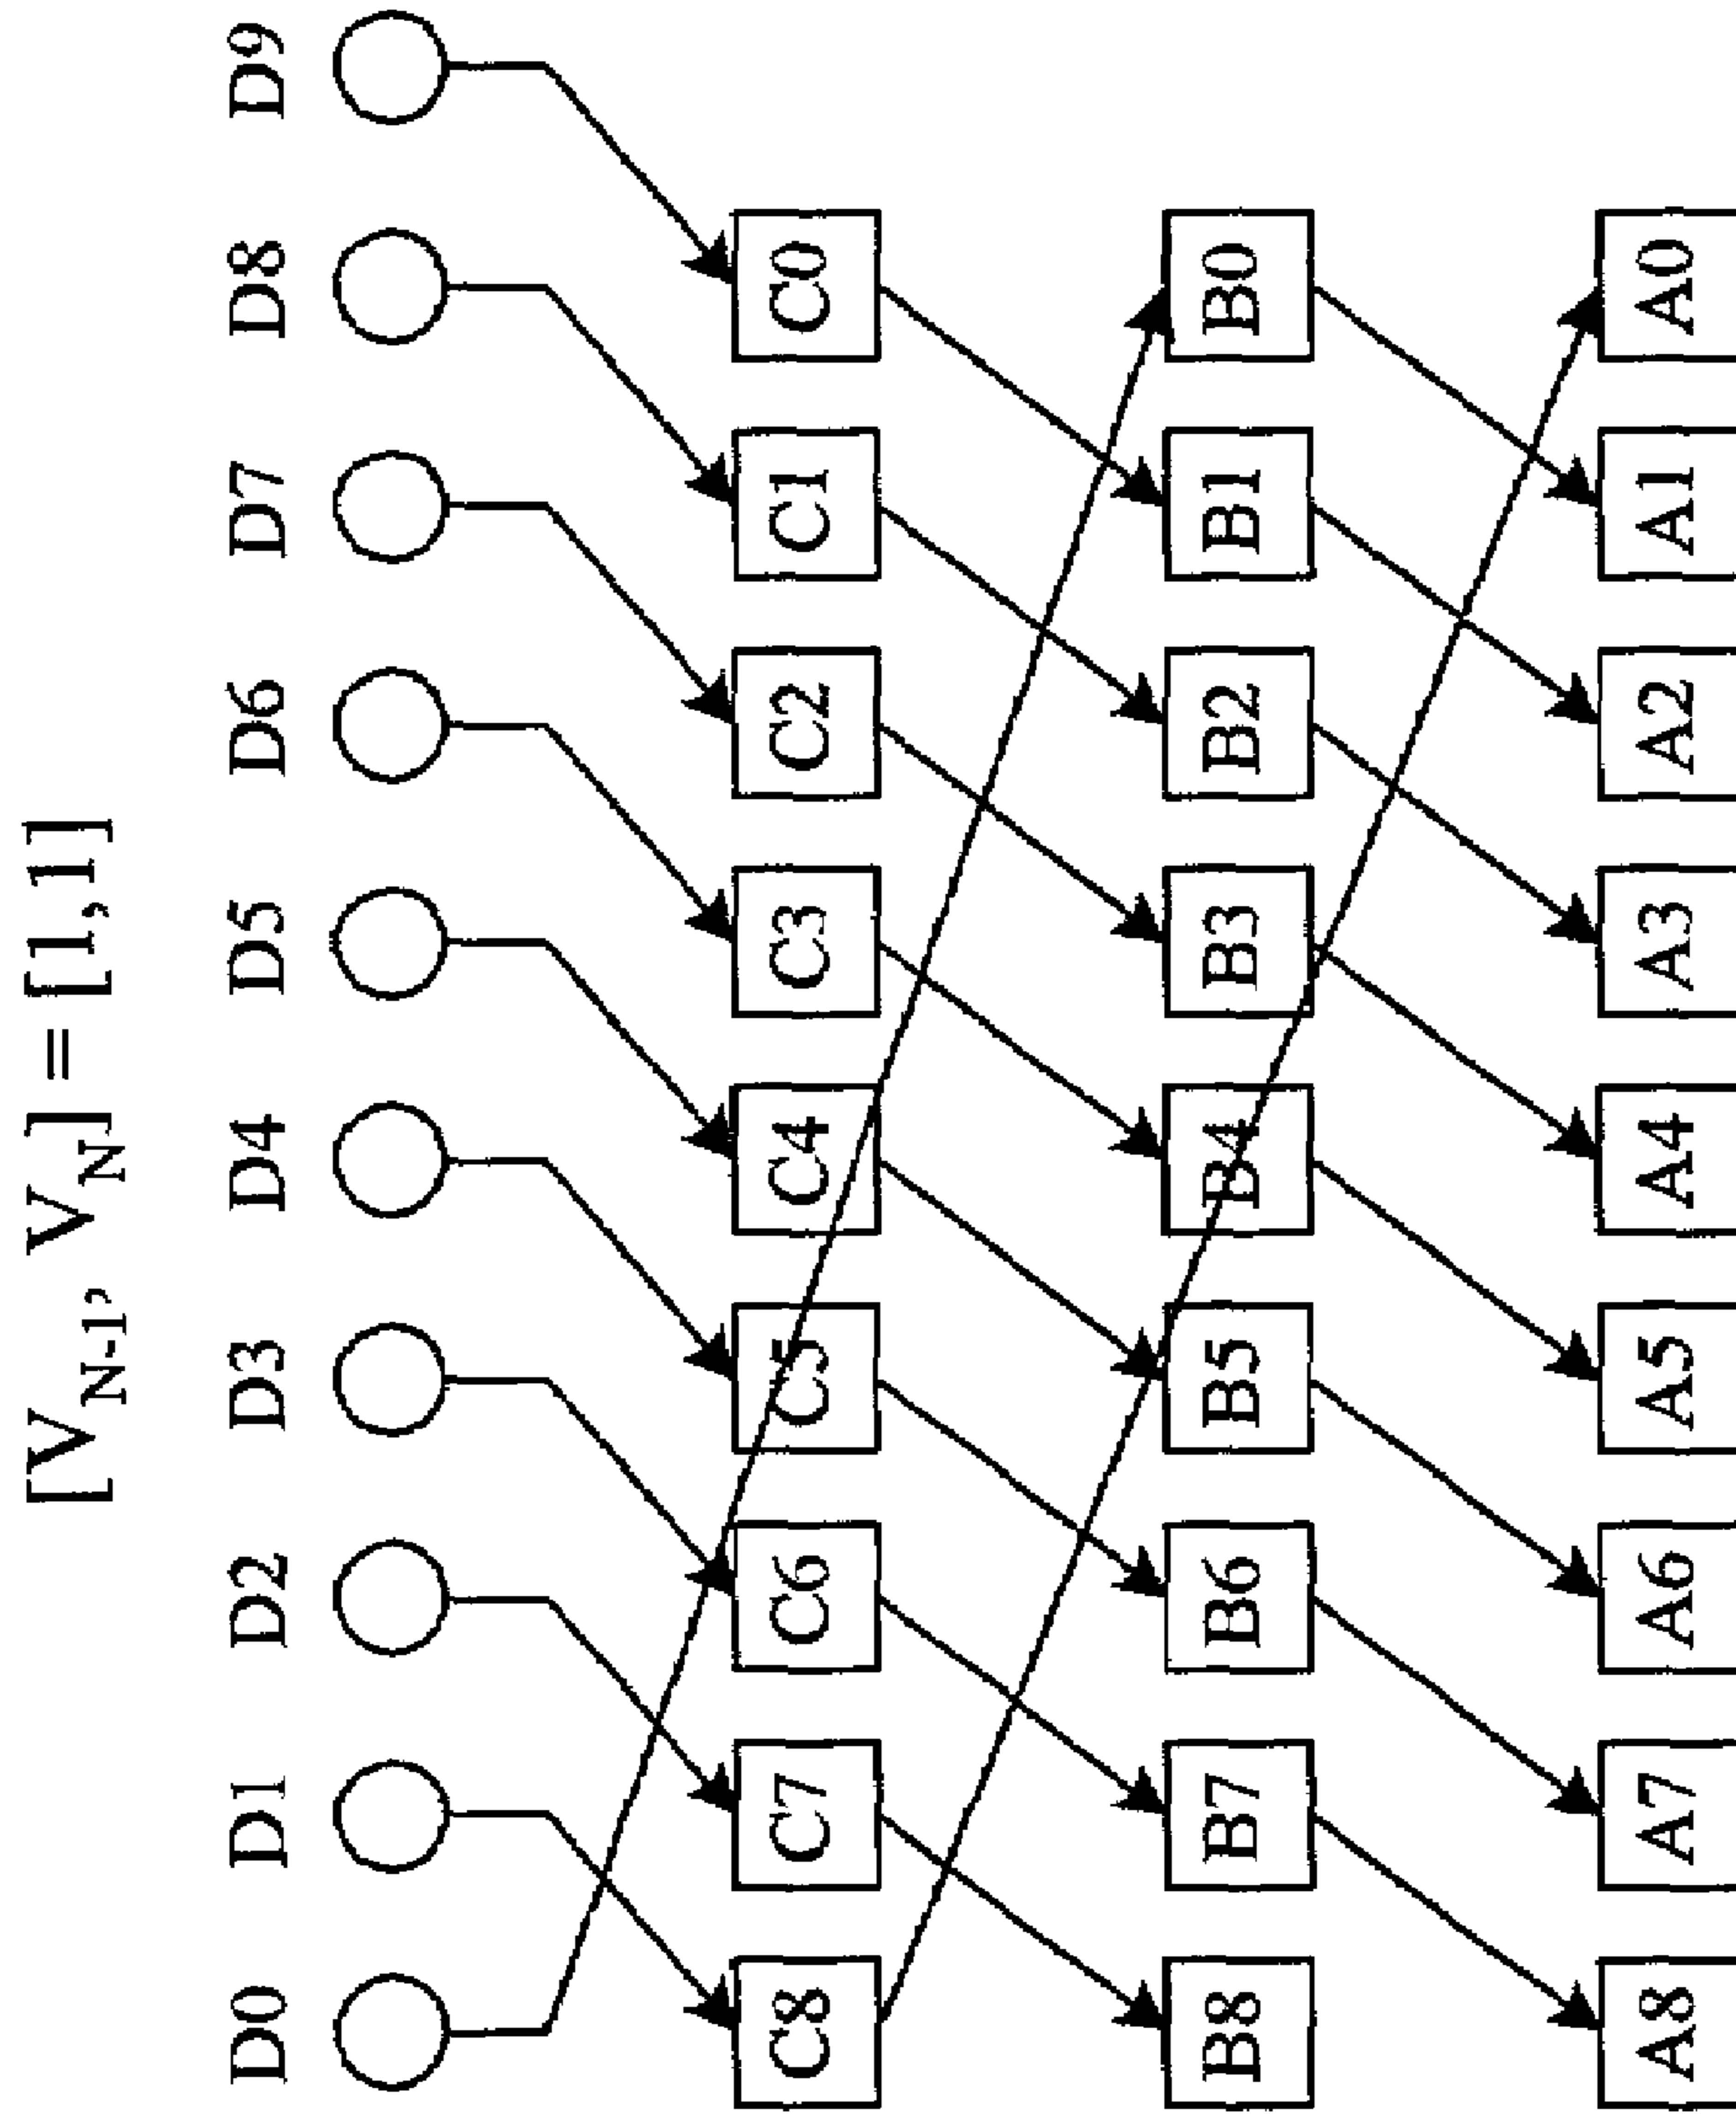 [V_{N-1}, V_N] = [1,1]
D0 D1 D2 D3 D4 D5 D6 D7 D8 D9
C8 C7 C6 C5 C4 C3 C2 C1 C0
B8 B7 B6 B5 B4 B3 B2 B1 B0
A8 A7 A6 A5 A4 A3 A2 A1 A0